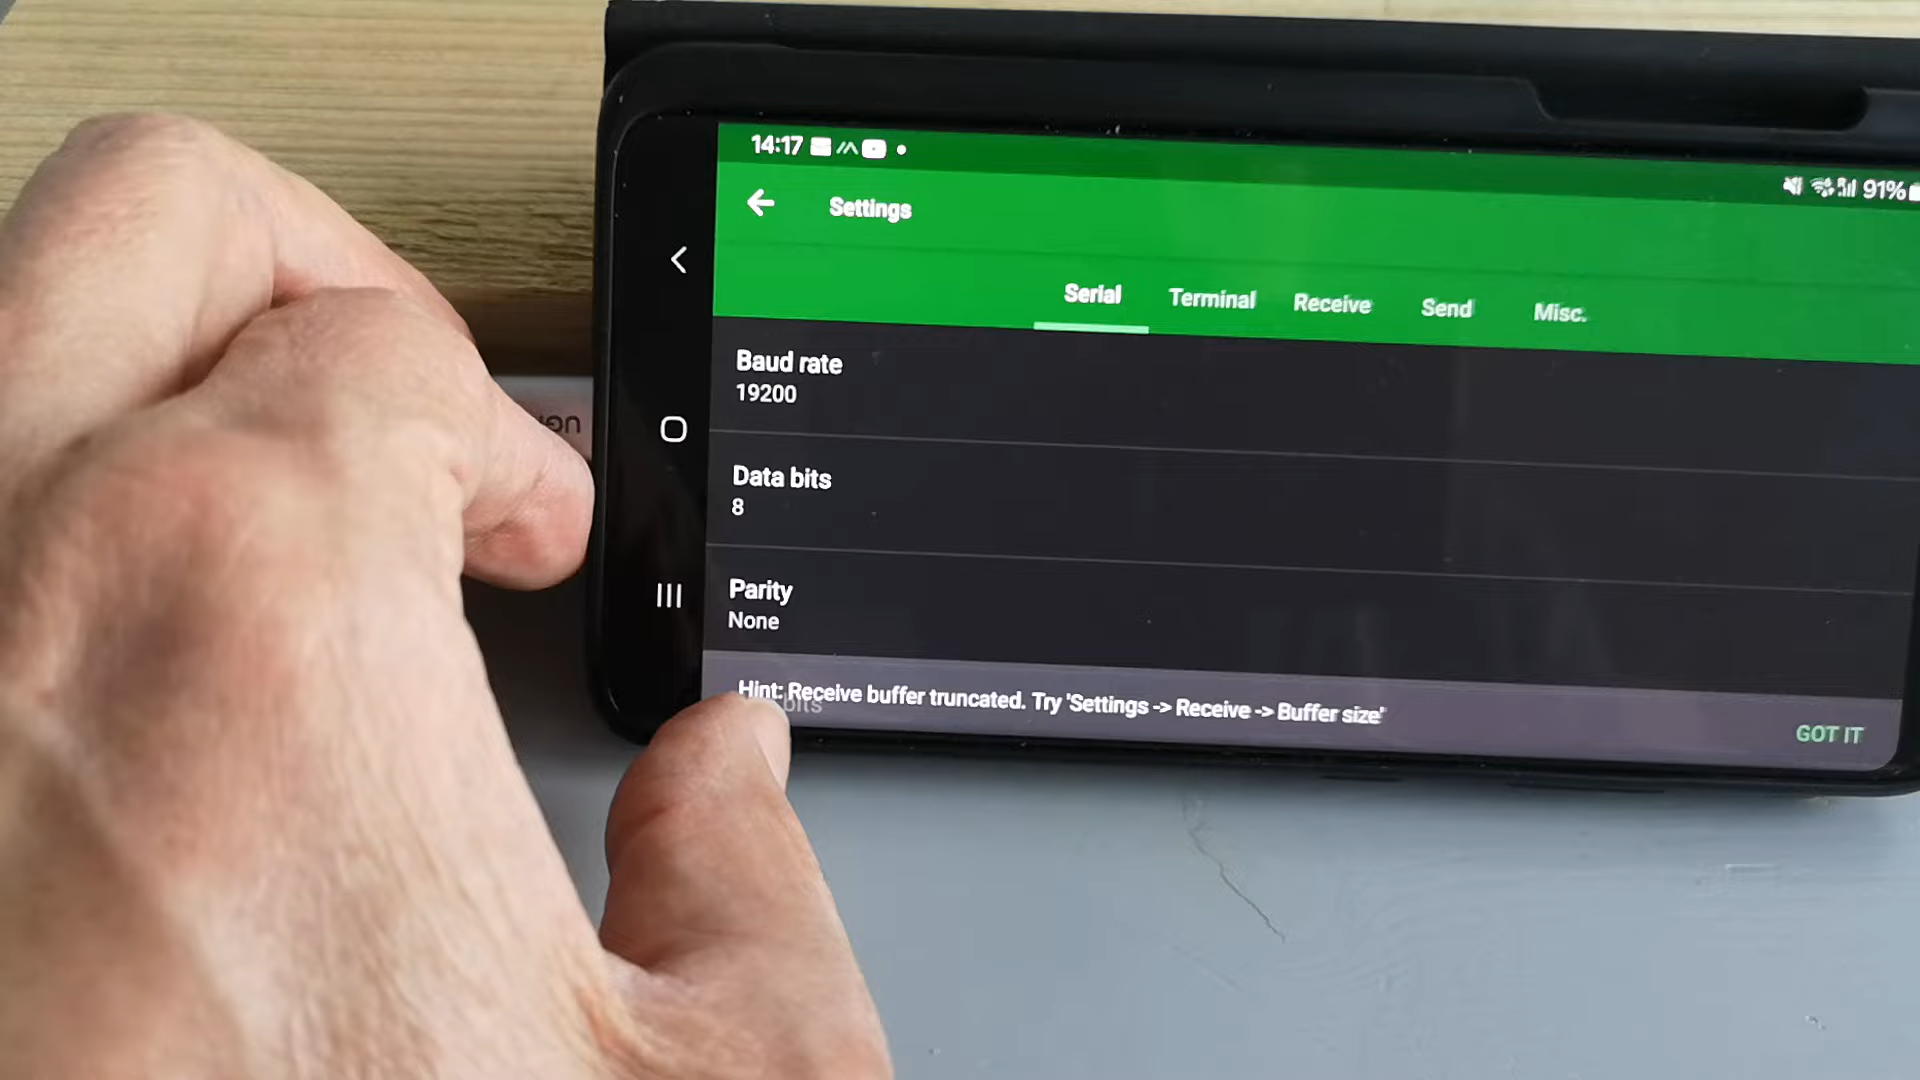 14:17
91%
Settings
Serial Terminal Receive Send Misc.
Baud rate
19200
Data bits
8
Parity
None
Hint: Receive buffer truncated. Try 'Settings -> Receive -> Buffer size'
bits
GOT IT